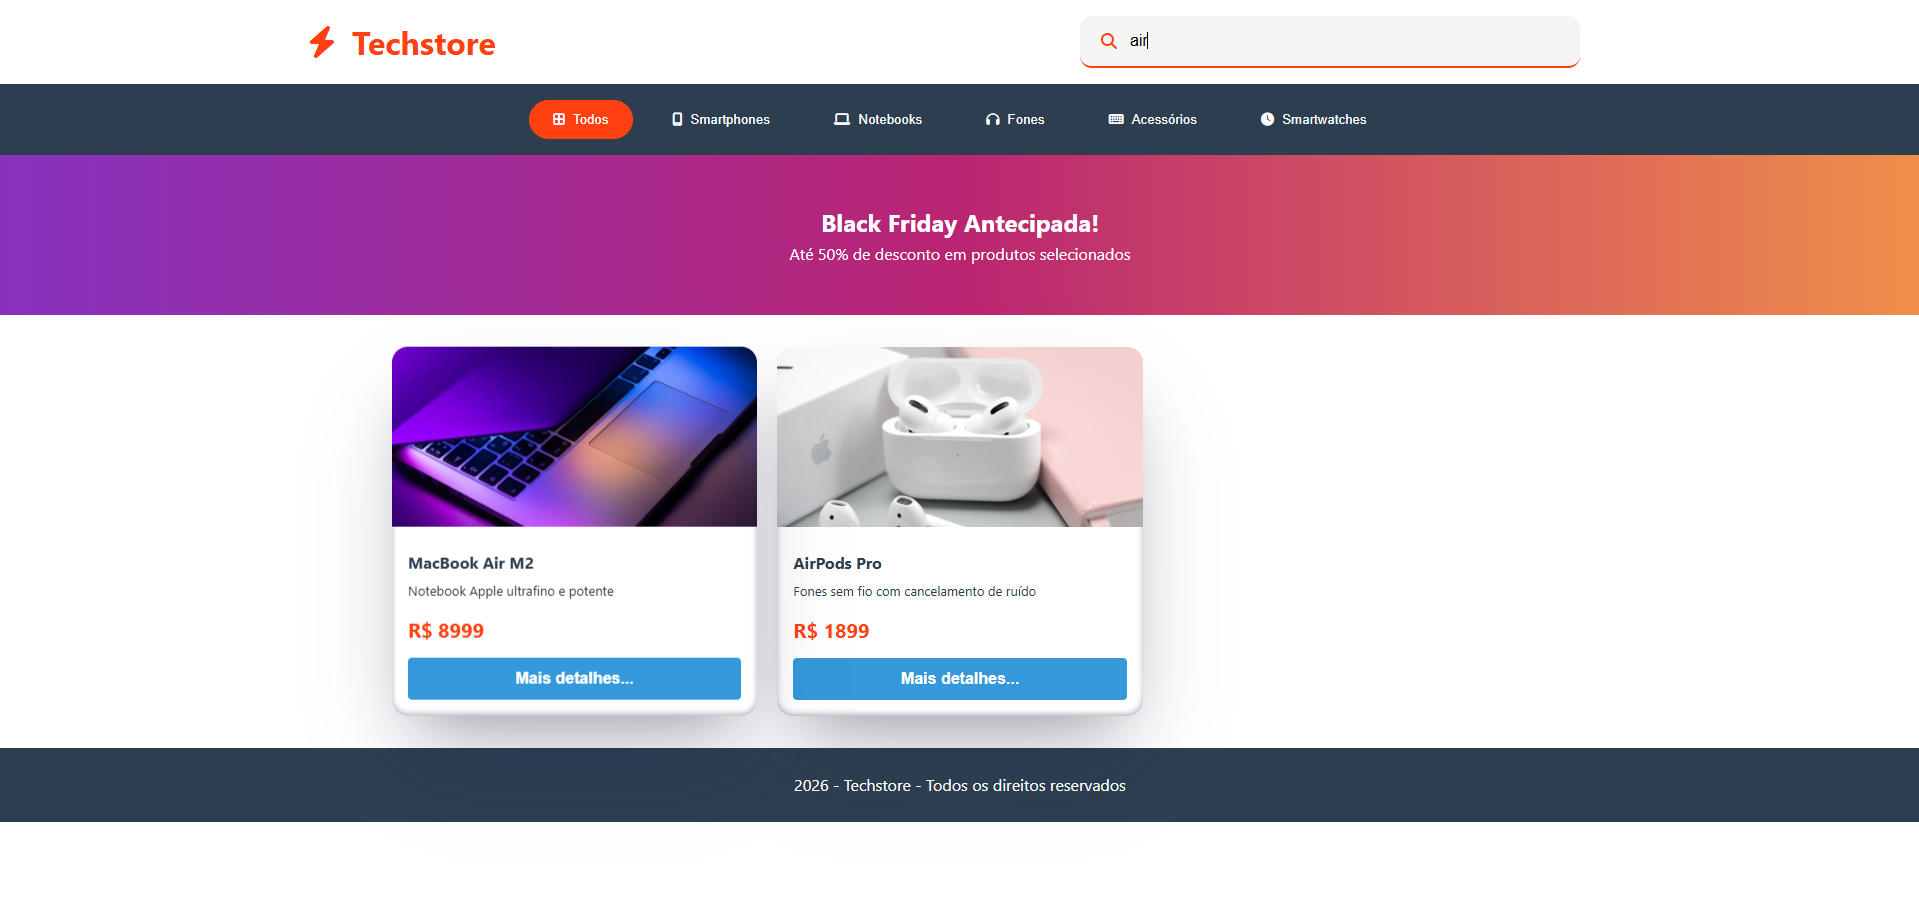 Techstore
air
Todos
Smartphones
Notebooks
Fones
Acessórios
Smartwatches
Black Friday Antecipada!
Até 50% de desconto em produtos selecionados
MacBook Air M2
Notebook Apple ultrafino e potente
R$ 8999
Mais detalhes...
AirPods Pro
Fones sem fio com cancelamento de ruído
R$ 1899
Mais detalhes...
2026 - Techstore - Todos os direitos reservados